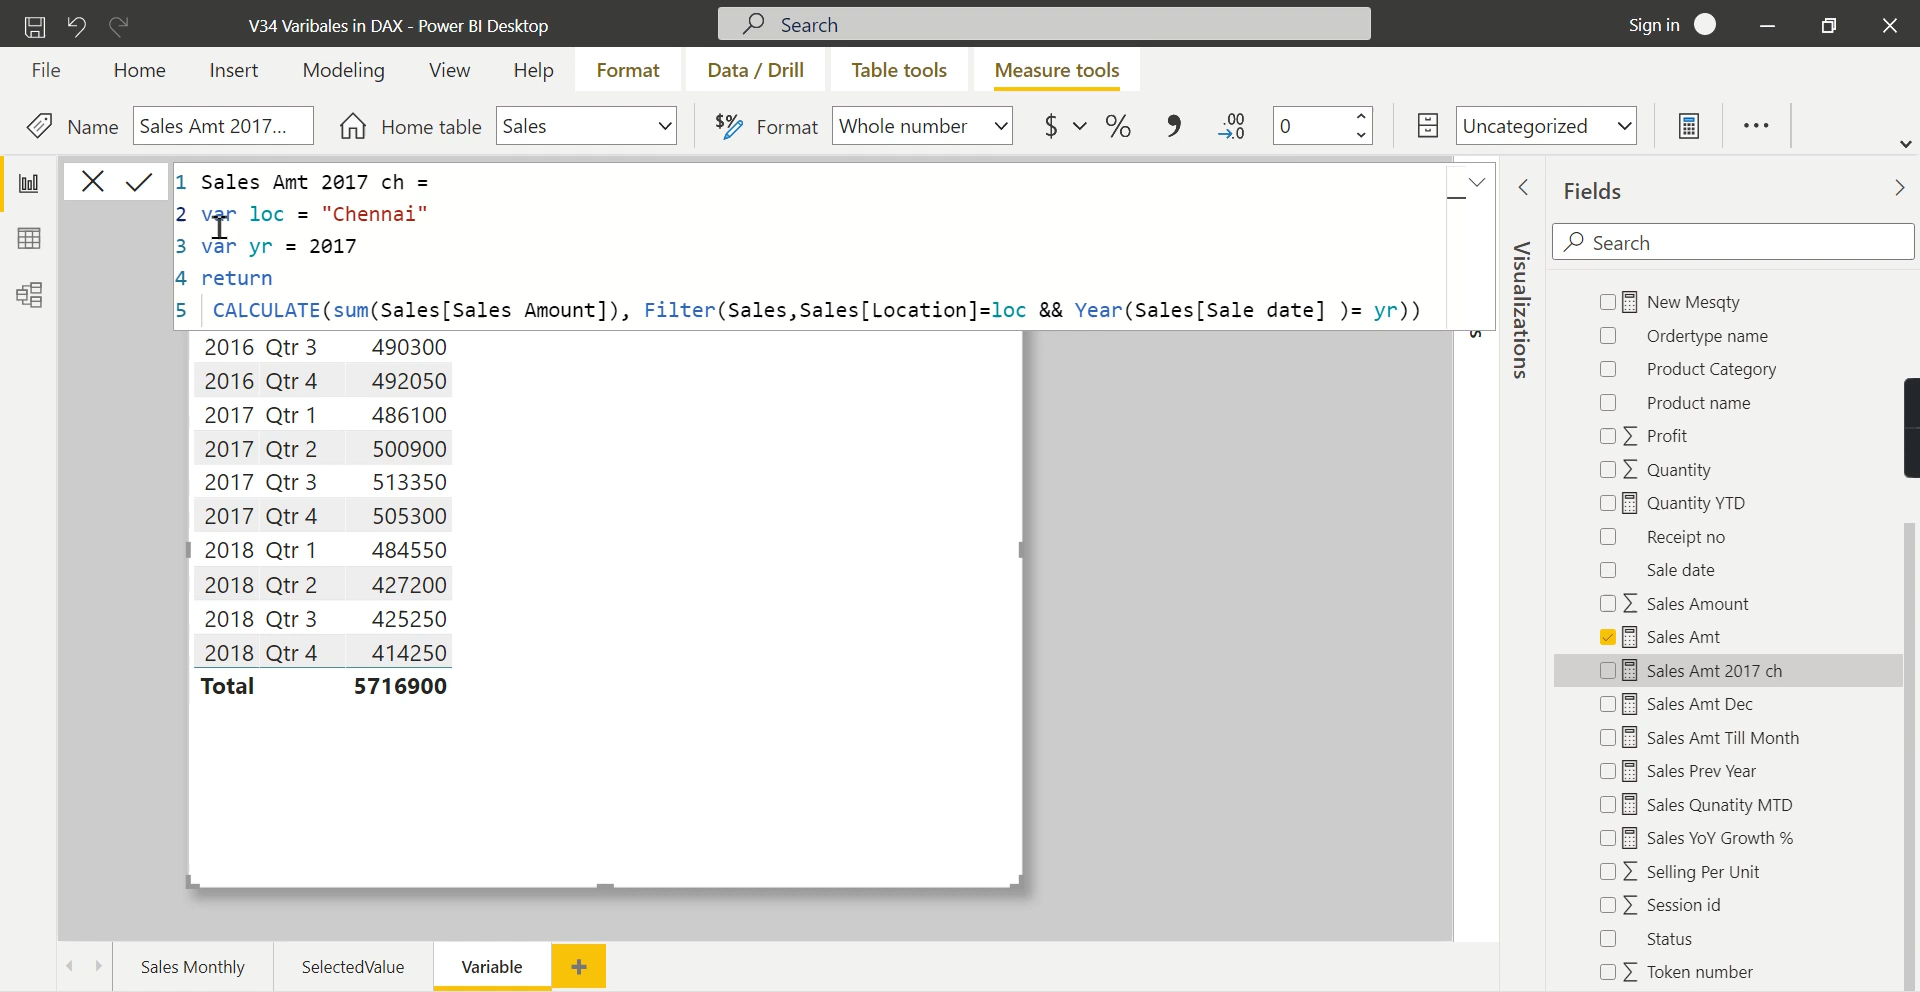 V34 Varibales in DAX - Power BI Desktop
Search
Sign in
File Home Insert Modeling View Help Format Data / Drill Table tools Measure tools
Name Sales Amt 2017... Home table Sales $% Format Whole number $ % , .00 →.0 0 Uncategorized ...
1 Sales Amt 2017 ch =
2 var loc = "Chennai"
3 var yr = 2017
4 return
5 CALCULATE(sum(Sales[Sales Amount]), Filter(Sales,Sales[Location]=loc && Year(Sales[Sale date] )= yr))
2016 Qtr 3 490300
2016 Qtr 4 492050
2017 Qtr 1 486100
2017 Qtr 2 500900
2017 Qtr 3 513350
2017 Qtr 4 505300
2018 Qtr 1 484550
2018 Qtr 2 427200
2018 Qtr 3 425250
2018 Qtr 4 414250
Total 5716900
s
Visualizations
Fields
Search
New Mesqty
Ordertype name
Product Category
Product name
Σ Profit
Σ Quantity
Quantity YTD
Receipt no
Sale date
Σ Sales Amount
Sales Amt
Sales Amt 2017 ch
Sales Amt Dec
Sales Amt Till Month
Sales Prev Year
Sales Qunatity MTD
Sales YoY Growth %
Σ Selling Per Unit
Σ Session id
Status
Σ Token number
Sales Monthly SelectedValue Variable +